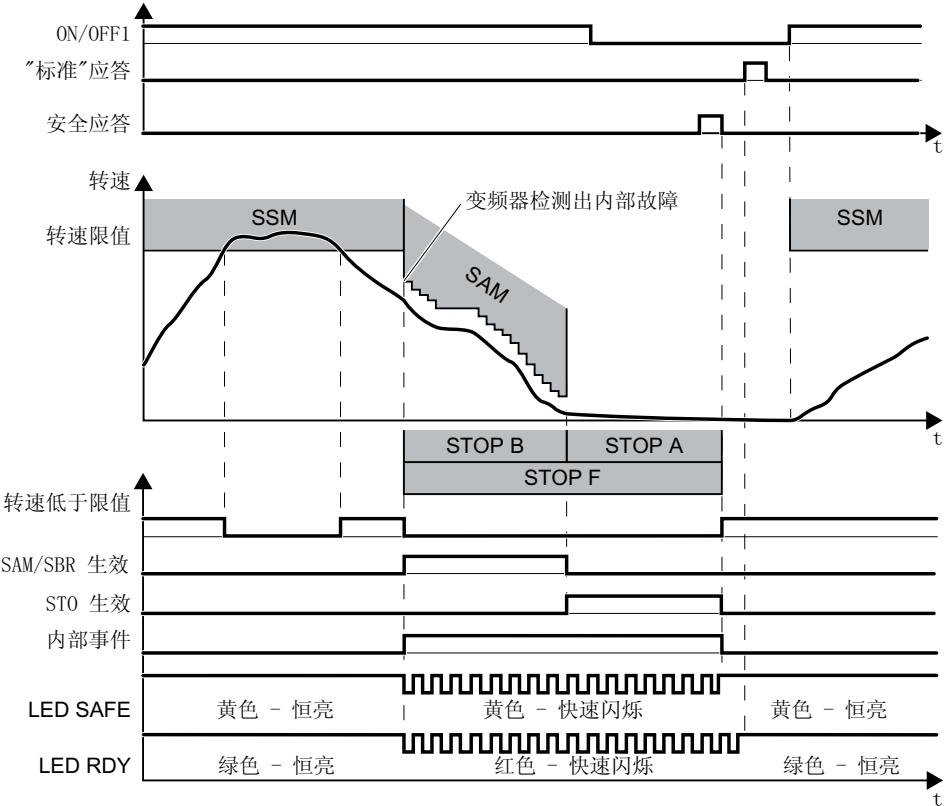 ON/OFF1
"标准"应答
安全应答
t
转速
变频器检测出内部故障
SSM
SSM
转速限值
SAM
t
STOP B
STOP A
STOP F
转速低于限值
SAM/SBR 生效
STO 生效
内部事件
LED SAFE
黄色 - 恒亮
黄色 - 快速闪烁
黄色 - 恒亮
LED RDY
绿色 - 恒亮
红色 - 快速闪烁
绿色 - 恒亮
t